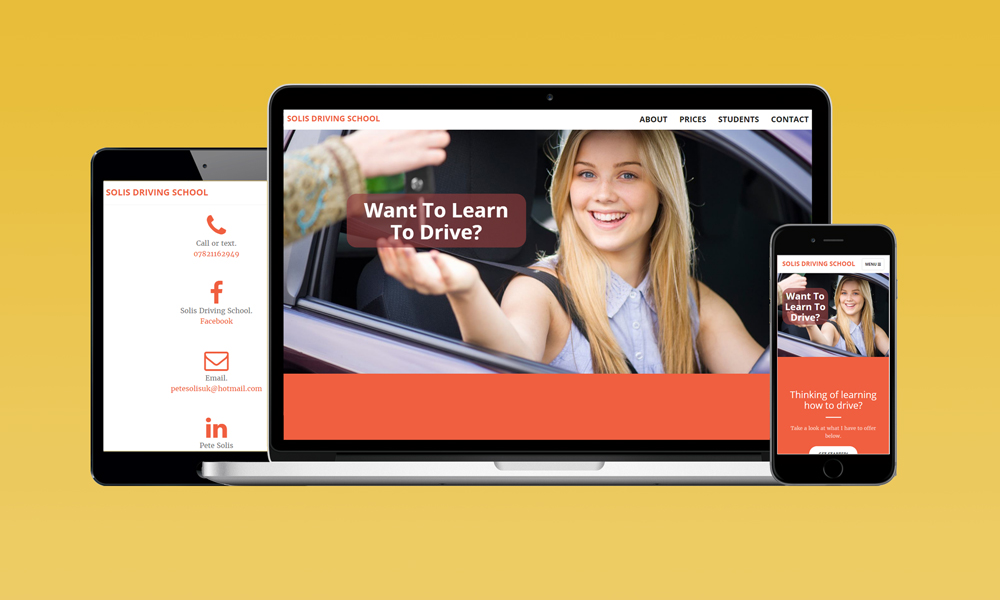 SOLIS DRIVING SCHOOL
Call or text.
07821162949
Solis Driving School.
Facebook
Email.
petesolisuk@hotmail.com
Pete Solis
SOLIS DRIVING SCHOOL ABOUT PRICES STUDENTS CONTACT
Want To Learn
To Drive?
SOLIS DRIVING SCHOOL MENU
Want To
Learn To
Drive?
Thinking of learning
how to drive?
Take a look at what I have to offer
below.